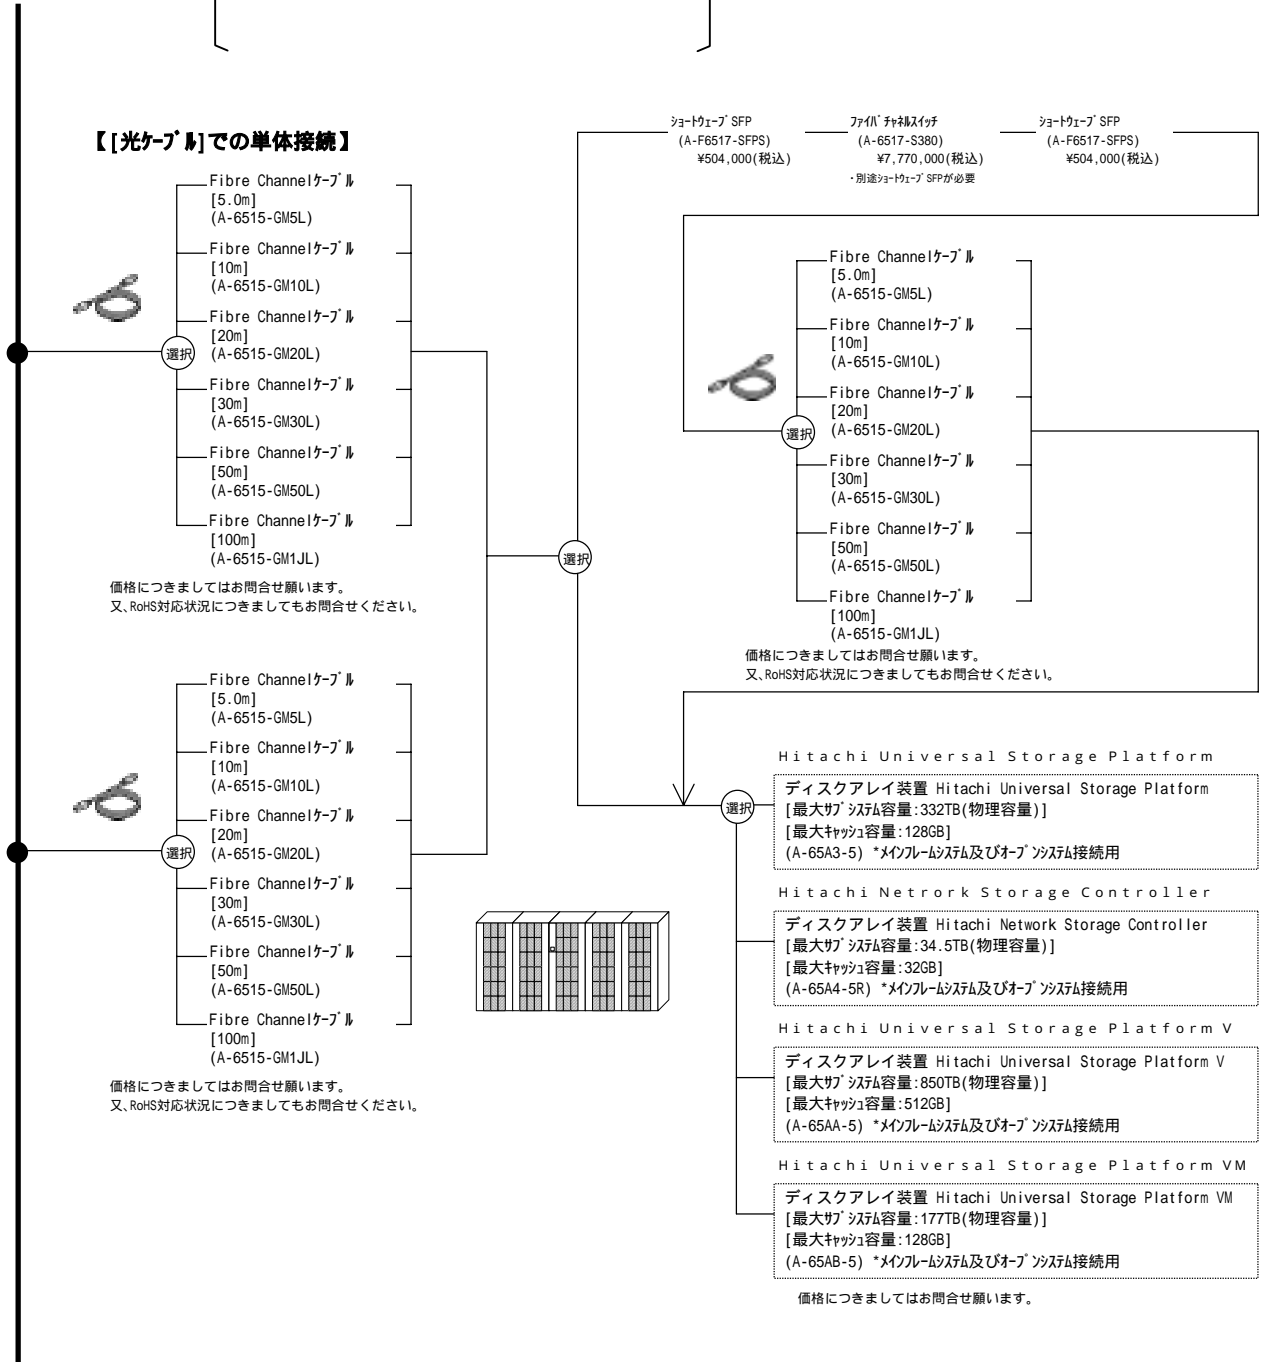 【[光ｹｰﾌﾞﾙ]での単体接続】
Fibre Channelｹｰﾌﾞﾙ
[5.0m]
(A-6515-GM5L)
Fibre Channelｹｰﾌﾞﾙ
[10m]
(A-6515-GM10L)
Fibre Channelｹｰﾌﾞﾙ
[20m]
(A-6515-GM20L)
選択
Fibre Channelｹｰﾌﾞﾙ
[30m]
(A-6515-GM30L)
Fibre Channelｹｰﾌﾞﾙ
[50m]
(A-6515-GM50L)
Fibre Channelｹｰﾌﾞﾙ
[100m]
(A-6515-GM1JL)
価格につきましてはお問合せ願います。
又、RoHS対応状況につきましてもお問合せください。
Fibre Channelｹｰﾌﾞﾙ
[5.0m]
(A-6515-GM5L)
Fibre Channelｹｰﾌﾞﾙ
[10m]
(A-6515-GM10L)
Fibre Channelｹｰﾌﾞﾙ
[20m]
(A-6515-GM20L)
選択
Fibre Channelｹｰﾌﾞﾙ
[30m]
(A-6515-GM30L)
Fibre Channelｹｰﾌﾞﾙ
[50m]
(A-6515-GM50L)
Fibre Channelｹｰﾌﾞﾙ
[100m]
(A-6515-GM1JL)
価格につきましてはお問合せ願います。
又、RoHS対応状況につきましてもお問合せください。
選択
ｼｮｰﾄｳｪｰﾌﾞSFP
(A-F6517-SFPS)
¥504,000(税込)
ﾌｧｲﾊﾞﾁｬﾈﾙｽｲｯﾁ
(A-6517-S380)
¥7,770,000(税込)
・別途ｼｮｰﾄｳｪｰﾌﾞSFPが必要
ｼｮｰﾄｳｪｰﾌﾞSFP
(A-F6517-SFPS)
¥504,000(税込)
Fibre Channelｹｰﾌﾞﾙ
[5.0m]
(A-6515-GM5L)
Fibre Channelｹｰﾌﾞﾙ
[10m]
(A-6515-GM10L)
Fibre Channelｹｰﾌﾞﾙ
[20m]
(A-6515-GM20L)
選択
Fibre Channelｹｰﾌﾞﾙ
[30m]
(A-6515-GM30L)
Fibre Channelｹｰﾌﾞﾙ
[50m]
(A-6515-GM50L)
Fibre Channelｹｰﾌﾞﾙ
[100m]
(A-6515-GM1JL)
価格につきましてはお問合せ願います。
又、RoHS対応状況につきましてもお問合せください。
選択
Ｈｉｔａｃｈｉ Ｕｎｉｖｅｒｓａｌ Ｓｔｏｒａｇｅ Ｐｌａｔｆｏｒｍ
ディスクアレイ装置 Hitachi Universal Storage Platform
[最大ｻﾌﾞｼｽﾃﾑ容量:332TB(物理容量)]
[最大ｷｬｯｼｭ容量:128GB]
(A-65A3-5) *ﾒｲﾝﾌﾚｰﾑｼｽﾃﾑ及びｵｰﾌﾟﾝｼｽﾃﾑ接続用
Ｈｉｔａｃｈｉ Ｎｅｔｒｏｒｋ Ｓｔｏｒａｇｅ Ｃｏｎｔｒｏｌｌｅｒ
ディスクアレイ装置 Hitachi Network Storage Controller
[最大ｻﾌﾞｼｽﾃﾑ容量:34.5TB(物理容量)]
[最大ｷｬｯｼｭ容量:32GB]
(A-65A4-5R) *ﾒｲﾝﾌﾚｰﾑｼｽﾃﾑ及びｵｰﾌﾟﾝｼｽﾃﾑ接続用
Ｈｉｔａｃｈｉ Ｕｎｉｖｅｒｓａｌ Ｓｔｏｒａｇｅ Ｐｌａｔｆｏｒｍ Ｖ
ディスクアレイ装置 Hitachi Universal Storage Platform V
[最大ｻﾌﾞｼｽﾃﾑ容量:850TB(物理容量)]
[最大ｷｬｯｼｭ容量:512GB]
(A-65AA-5) *ﾒｲﾝﾌﾚｰﾑｼｽﾃﾑ及びｵｰﾌﾟﾝｼｽﾃﾑ接続用
Ｈｉｔａｃｈｉ Ｕｎｉｖｅｒｓａｌ Ｓｔｏｒａｇｅ Ｐｌａｔｆｏｒｍ ＶＭ
ディスクアレイ装置 Hitachi Universal Storage Platform VM
[最大ｻﾌﾞｼｽﾃﾑ容量:177TB(物理容量)]
[最大ｷｬｯｼｭ容量:128GB]
(A-65AB-5) *ﾒｲﾝﾌﾚｰﾑｼｽﾃﾑ及びｵｰﾌﾟﾝｼｽﾃﾑ接続用
価格につきましてはお問合せ願います。